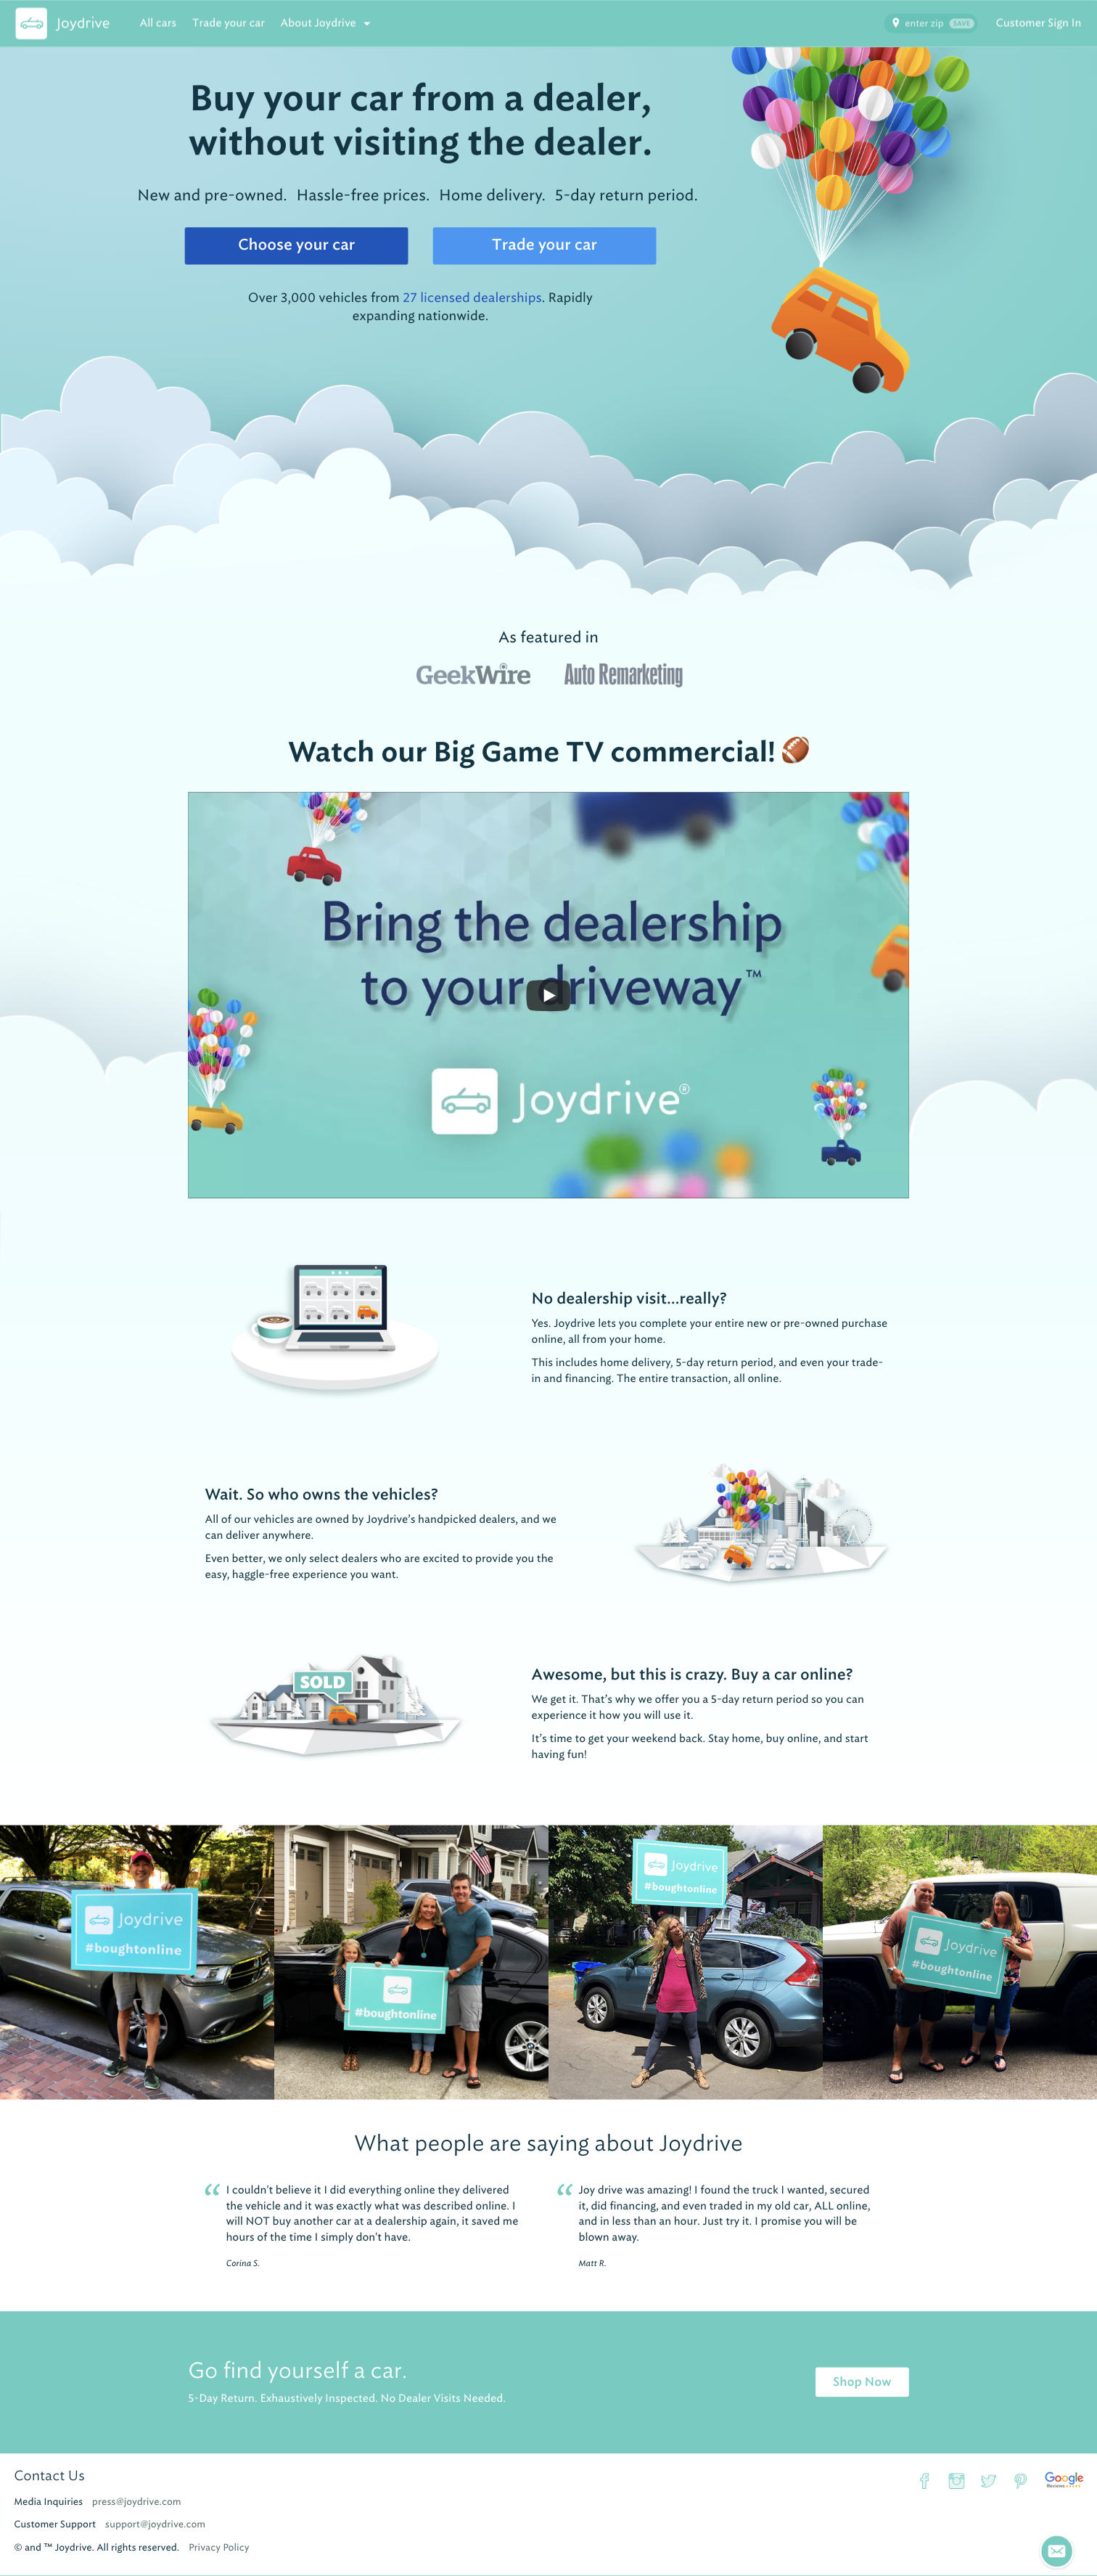 Joydrive All cars Trade your car About Joydrive enter zip SAVE Customer Sign In
Buy your car from a dealer,
without visiting the dealer.
New and pre-owned. Hassle-free prices. Home delivery. 5-day return period.
Choose your car Trade your car
Over 3,000 vehicles from 27 licensed dealerships. Rapidly
expanding nationwide.
As featured in
GeekWire Auto Remarketing
Watch our Big Game TV commercial! 🏈
Bring the dealership
to your driveway™
Joydrive®
No dealership visit...really?
Yes. Joydrive lets you complete your entire new or pre-owned purchase
online, all from your home.
This includes home delivery, 5-day return period, and even your trade-
in and financing. The entire transaction, all online.
Wait. So who owns the vehicles?
All of our vehicles are owned by Joydrive's handpicked dealers, and we
can deliver anywhere.
Even better, we only select dealers who are excited to provide you the
easy, haggle-free experience you want.
SOLD
Awesome, but this is crazy. Buy a car online?
We get it. That's why we offer you a 5-day return period so you can
experience it how you will use it.
It's time to get your weekend back. Stay home, buy online, and start
having fun!
Joydrive
#boughtonline
#boughtonline
Joydrive
#boughtonline
Joydrive
#boughtonline
What people are saying about Joydrive
“ I couldn't believe it I did everything online they delivered
the vehicle and it was exactly what was described online. I
will NOT buy another car at a dealership again, it saved me
hours of the time I simply don't have.
Corina S.
“ Joy drive was amazing! I found the truck I wanted, secured
it, did financing, and even traded in my old car, ALL online,
and in less than an hour. Just try it. I promise you will be
blown away.
Matt R.
Go find yourself a car.
5-Day Return. Exhaustively Inspected. No Dealer Visits Needed.
Shop Now
Contact Us
Media Inquiries press@joydrive.com
Customer Support support@joydrive.com
© and ™ Joydrive. All rights reserved. Privacy Policy
Google
Reviews